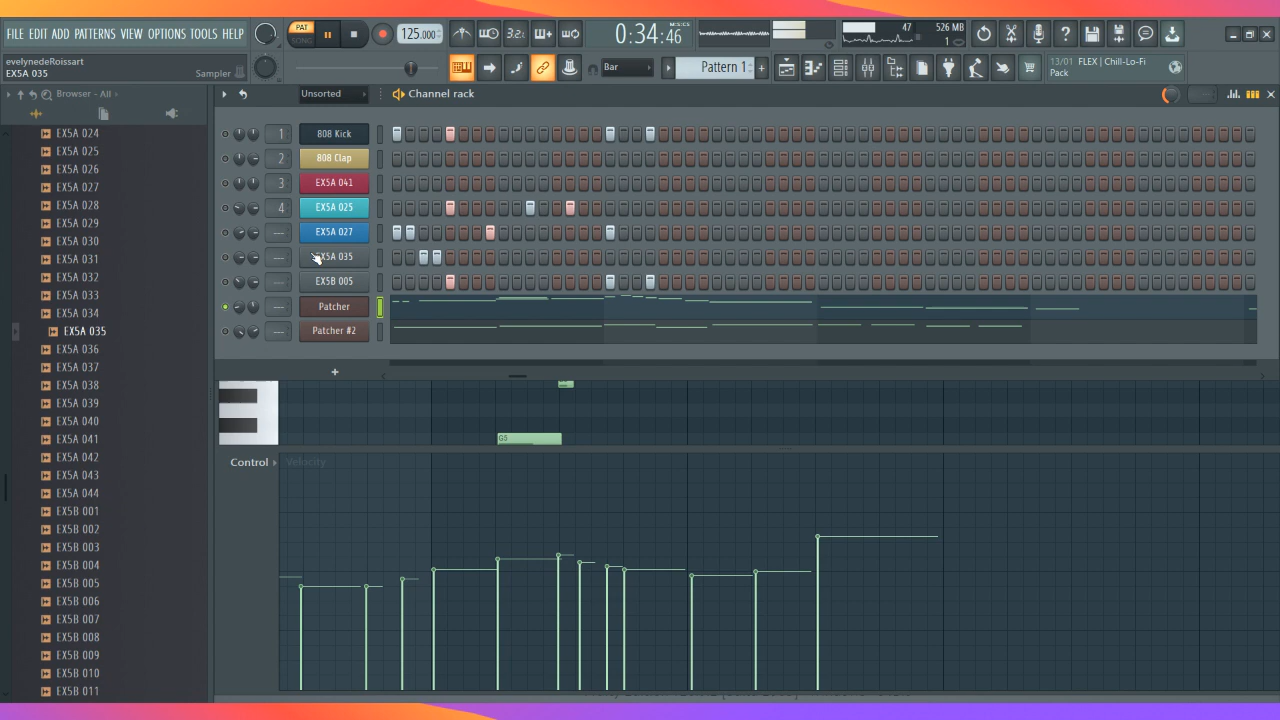 FILE EDIT ADD PATTERNS VIEW OPTIONS TOOLS HELP
PAT
125.000
3.2.
0:34:46
M:S:CS
47
526 MB
1
evelynedeRoissart
EX5A 035
Sampler
Bar
Pattern 1
+
13/01 FLEX | Chill-Lo-Fi
Pack
Browser - All
Unsorted
Channel rack
EX5A 024
EX5A 025
EX5A 026
EX5A 027
EX5A 028
EX5A 029
EX5A 030
EX5A 031
EX5A 032
EX5A 033
EX5A 034
EX5A 035
EX5A 036
EX5A 037
EX5A 038
EX5A 039
EX5A 040
EX5A 041
EX5A 042
EX5A 043
EX5A 044
EX5B 001
EX5B 002
EX5B 003
EX5B 004
EX5B 005
EX5B 006
EX5B 007
EX5B 008
EX5B 009
EX5B 010
EX5B 011
1 808 Kick
2 808 Clap
3 EX5A 041
4 EX5A 025
--- EX5A 027
--- EX5A 035
--- EX5B 005
--- Patcher
--- Patcher #2
+
G5
Control
Velocity